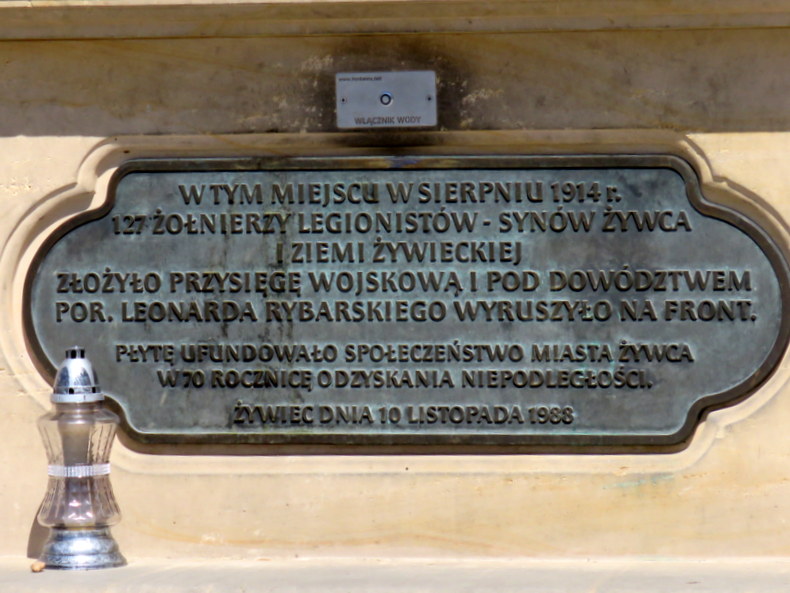 WŁĄCZNIK WODY
W TYM MIEJSCU W SIERPNIU 1914 r.
127 ŻOŁNIERZY LEGIONISTÓW - SYNÓW ŻYWCA
I ZIEMI ŻYWIECKIEJ
ZŁOŻYŁO PRZYSIĘGĘ WOJSKOWĄ I POD DOWÓDZTWEM
POR. LEONARDA RYBARSKIEGO WYRUSZYŁO NA FRONT.
PŁYTĘ UFUNDOWAŁO SPOŁECZEŃSTWO MIASTA ŻYWCA
W 70 ROCZNICĘ ODZYSKANIA NIEPODLEGŁOŚCI.
ŻYWIEC DNIA 10 LISTOPADA 1988